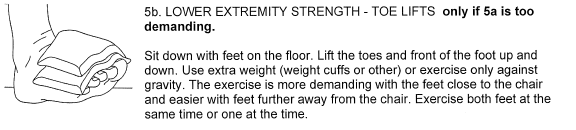 5b. LOWER EXTREMITY STRENGTH - TOE LIFTS only if 5a is too
demanding.
Sit down with feet on the floor. Lift the toes and front of the foot up and
down. Use extra weight (weight cuffs or other) or exercise only against
gravity. The exercise is more demanding with the feet close to the chair
and easier with feet further away from the chair. Exercise both feet at the
same time or one at the time.